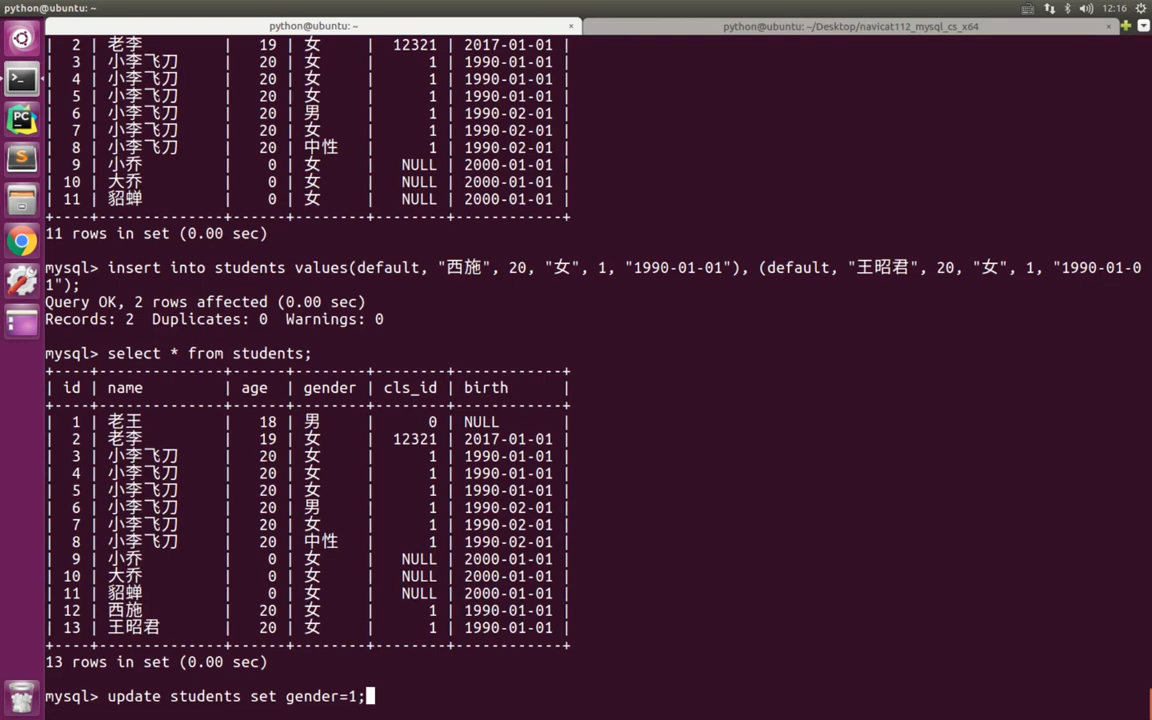 python@ubuntu: ~
12:16
python@ubuntu: ~
×
python@ubuntu: ~/Desktop/navicat112_mysql_cs_x64
×
|  2 | 老李         |   19 | 女     |  12321 | 2017-01-01 |
|  3 | 小李飞刀     |   20 | 女     |      1 | 1990-01-01 |
|  4 | 小李飞刀     |   20 | 女     |      1 | 1990-01-01 |
|  5 | 小李飞刀     |   20 | 女     |      1 | 1990-01-01 |
|  6 | 小李飞刀     |   20 | 男     |      1 | 1990-02-01 |
|  7 | 小李飞刀     |   20 | 女     |      1 | 1990-02-01 |
|  8 | 小李飞刀     |   20 | 中性   |      1 | 1990-02-01 |
|  9 | 小乔         |    0 | 女     |   NULL | 2000-01-01 |
| 10 | 大乔         |    0 | 女     |   NULL | 2000-01-01 |
| 11 | 貂蝉         |    0 | 女     |   NULL | 2000-01-01 |
+----+--------------+------+--------+--------+------------+
11 rows in set (0.00 sec)
mysql> insert into students values(default, "西施", 20, "女", 1, "1990-01-01"), (default, "王昭君", 20, "女", 1, "1990-01-0
1");
Query OK, 2 rows affected (0.00 sec)
Records: 2  Duplicates: 0  Warnings: 0
mysql> select * from students;
+----+--------------+------+--------+--------+------------+
| id | name         | age  | gender | cls_id | birth      |
+----+--------------+------+--------+--------+------------+
|  1 | 老王         |   18 | 男     |      0 | NULL       |
|  2 | 老李         |   19 | 女     |  12321 | 2017-01-01 |
|  3 | 小李飞刀     |   20 | 女     |      1 | 1990-01-01 |
|  4 | 小李飞刀     |   20 | 女     |      1 | 1990-01-01 |
|  5 | 小李飞刀     |   20 | 女     |      1 | 1990-01-01 |
|  6 | 小李飞刀     |   20 | 男     |      1 | 1990-02-01 |
|  7 | 小李飞刀     |   20 | 女     |      1 | 1990-02-01 |
|  8 | 小李飞刀     |   20 | 中性   |      1 | 1990-02-01 |
|  9 | 小乔         |    0 | 女     |   NULL | 2000-01-01 |
| 10 | 大乔         |    0 | 女     |   NULL | 2000-01-01 |
| 11 | 貂蝉         |    0 | 女     |   NULL | 2000-01-01 |
| 12 | 西施         |   20 | 女     |      1 | 1990-01-01 |
| 13 | 王昭君       |   20 | 女     |      1 | 1990-01-01 |
+----+--------------+------+--------+--------+------------+
13 rows in set (0.00 sec)
mysql> update students set gender=1;
PC
S